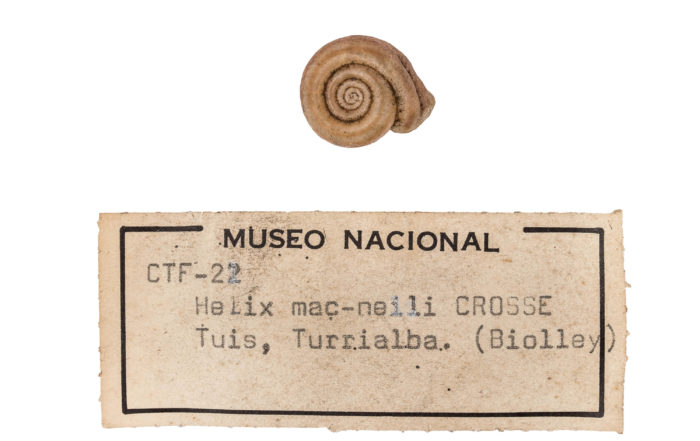 MUSEO NACIONAL
CTF-22
Helix mac-neili CROSSE
Tuis, Turrialba. (Biolley)